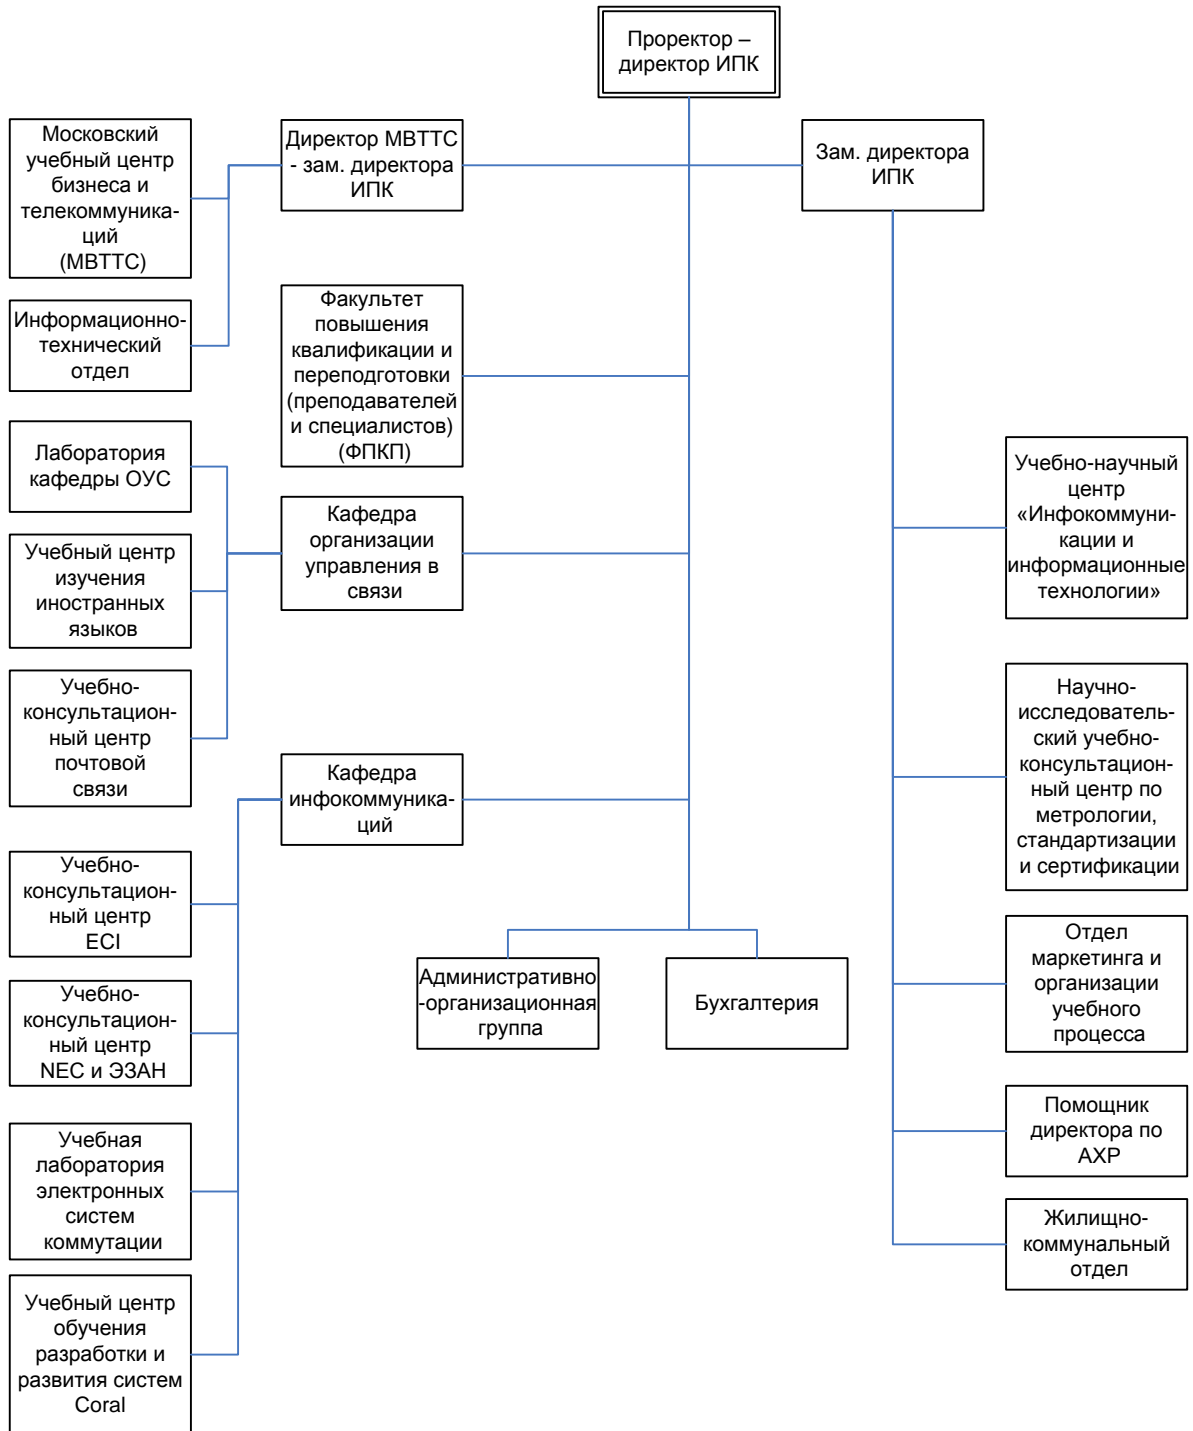 Проректор –
директор ИПК
Московский
учебный центр
бизнеса и
телекоммуника-
ций
(МВТТС)
Директор МВТТС
- зам. директора
ИПК
Зам. директора
ИПК
Информационно-
технический
отдел
Факультет
повышения
квалификации и
переподготовки
(преподавателей
и специалистов)
(ФПКП)
Лаборатория
кафедры ОУС
Кафедра
организации
управления в
связи
Учебно-научный
центр
«Инфокоммуни-
кации и
информационные
технологии»
Учебный центр
изучения
иностранных
языков
Учебно-
консультацион-
ный центр
почтовой
связи
Кафедра
инфокоммуника-
ций
Научно-
исследователь-
ский учебно-
консультацион-
ный центр по
метрологии,
стандартизации
и сертификации
Учебно-
консультацион-
ный центр
ECI
Административно
-организационная
группа
Бухгалтерия
Отдел
маркетинга и
организации
учебного
процесса
Учебно-
консультацион-
ный центр
NEC и ЭЗАН
Помощник
директора по
АХР
Учебная
лаборатория
электронных
систем
коммутации
Жилищно-
коммунальный
отдел
Учебный центр
обучения
разработки и
развития систем
Coral